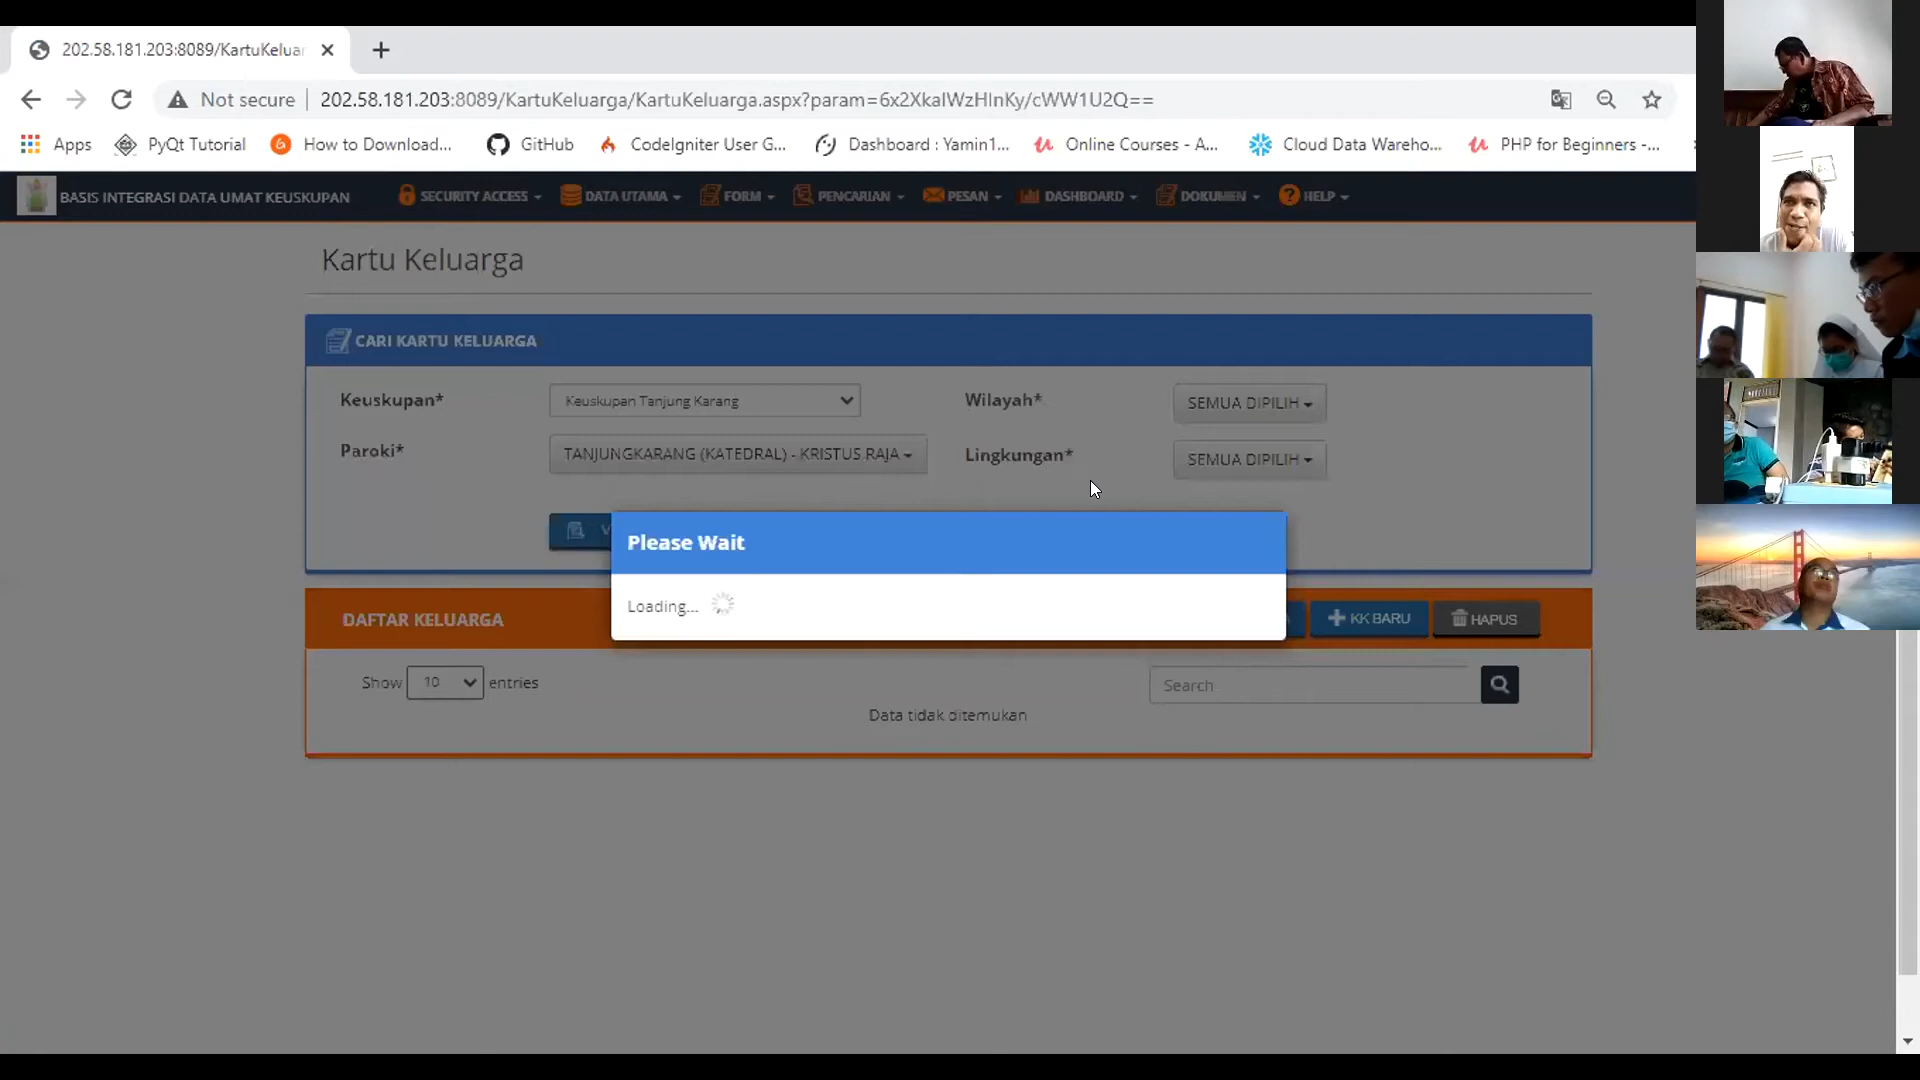 202.58.181.203:8089/KartuKeluar
Not secure 202.58.181.203:8089/KartuKeluarga/KartuKeluarga.aspx?param=6x2XkalWzHInKy/cWW1U2Q==
Apps PyQt Tutorial How to Download... GitHub CodeIgniter User G... Dashboard : Yamin1... Online Courses - A... Cloud Data Wareho... PHP for Beginners -...
BASIS INTEGRASI DATA UMAT KEUSKUPAN SECURITY ACCESS DATA UTAMA FORM PENCARIAN PESAN DASHBOARD DOKUMEN HELP
Kartu Keluarga
CARI KARTU KELUARGA
Keuskupan* Keuskupan Tanjung Karang Wilayah* SEMUA DIPILIH
Paroki* TANJUNGKARANG (KATEDRAL) - KRISTUS RAJA Lingkungan* SEMUA DIPILIH
Please Wait
Loading...
DAFTAR KELUARGA KK BARU HAPUS
Show 10 entries Search
Data tidak ditemukan